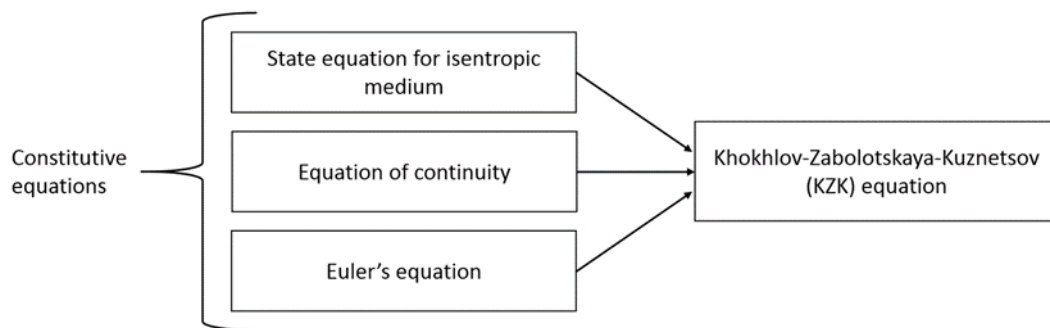 Constitutive
equations
State equation for isentropic
medium
Equation of continuity
Euler’s equation
Khokhlov-Zabolotskaya-Kuznetsov
(KZK) equation